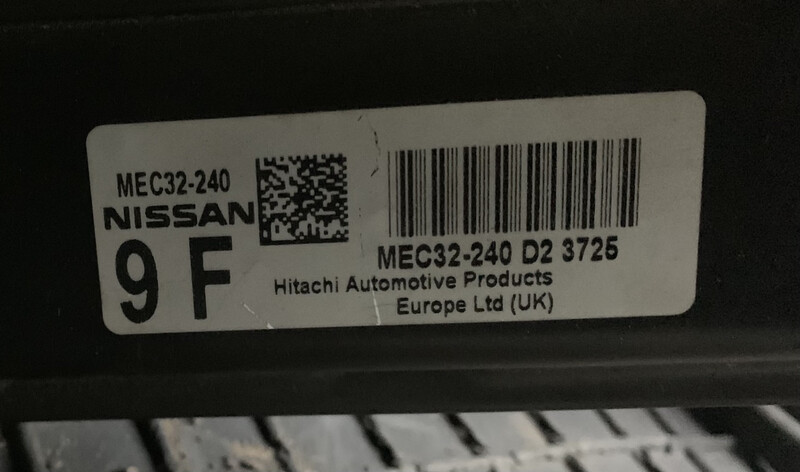 MEC32-240
NISSAN
9 F
MEC32-240 D2 3725
Hitachi Automotive Products
Europe Ltd (UK)